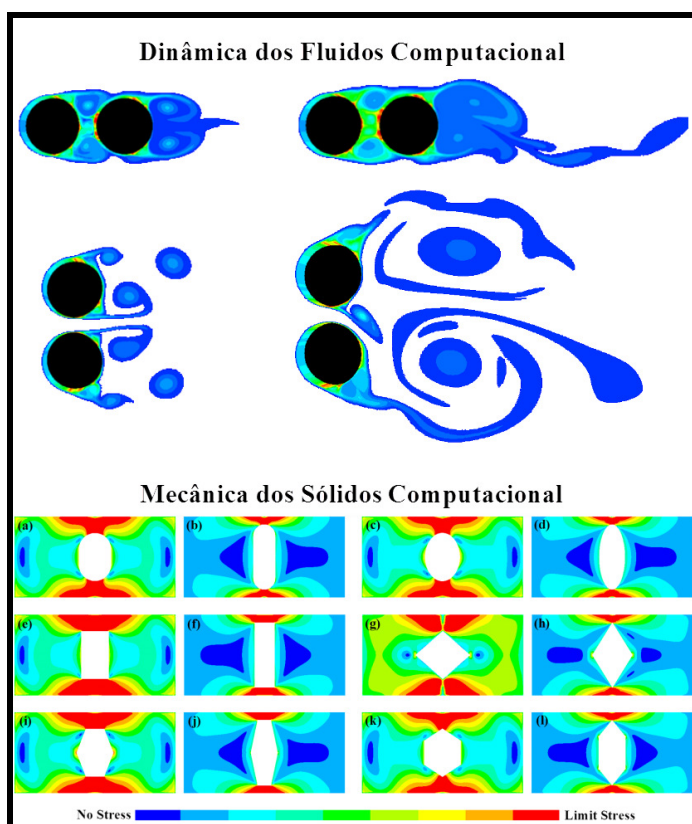 Dinâmica dos Fluidos Computacional
Mecânica dos Sólidos Computacional
(a) (b) (c) (d)
(e) (f) (g) (h)
(i) (j) (k) (l)
No Stress Limit Stress